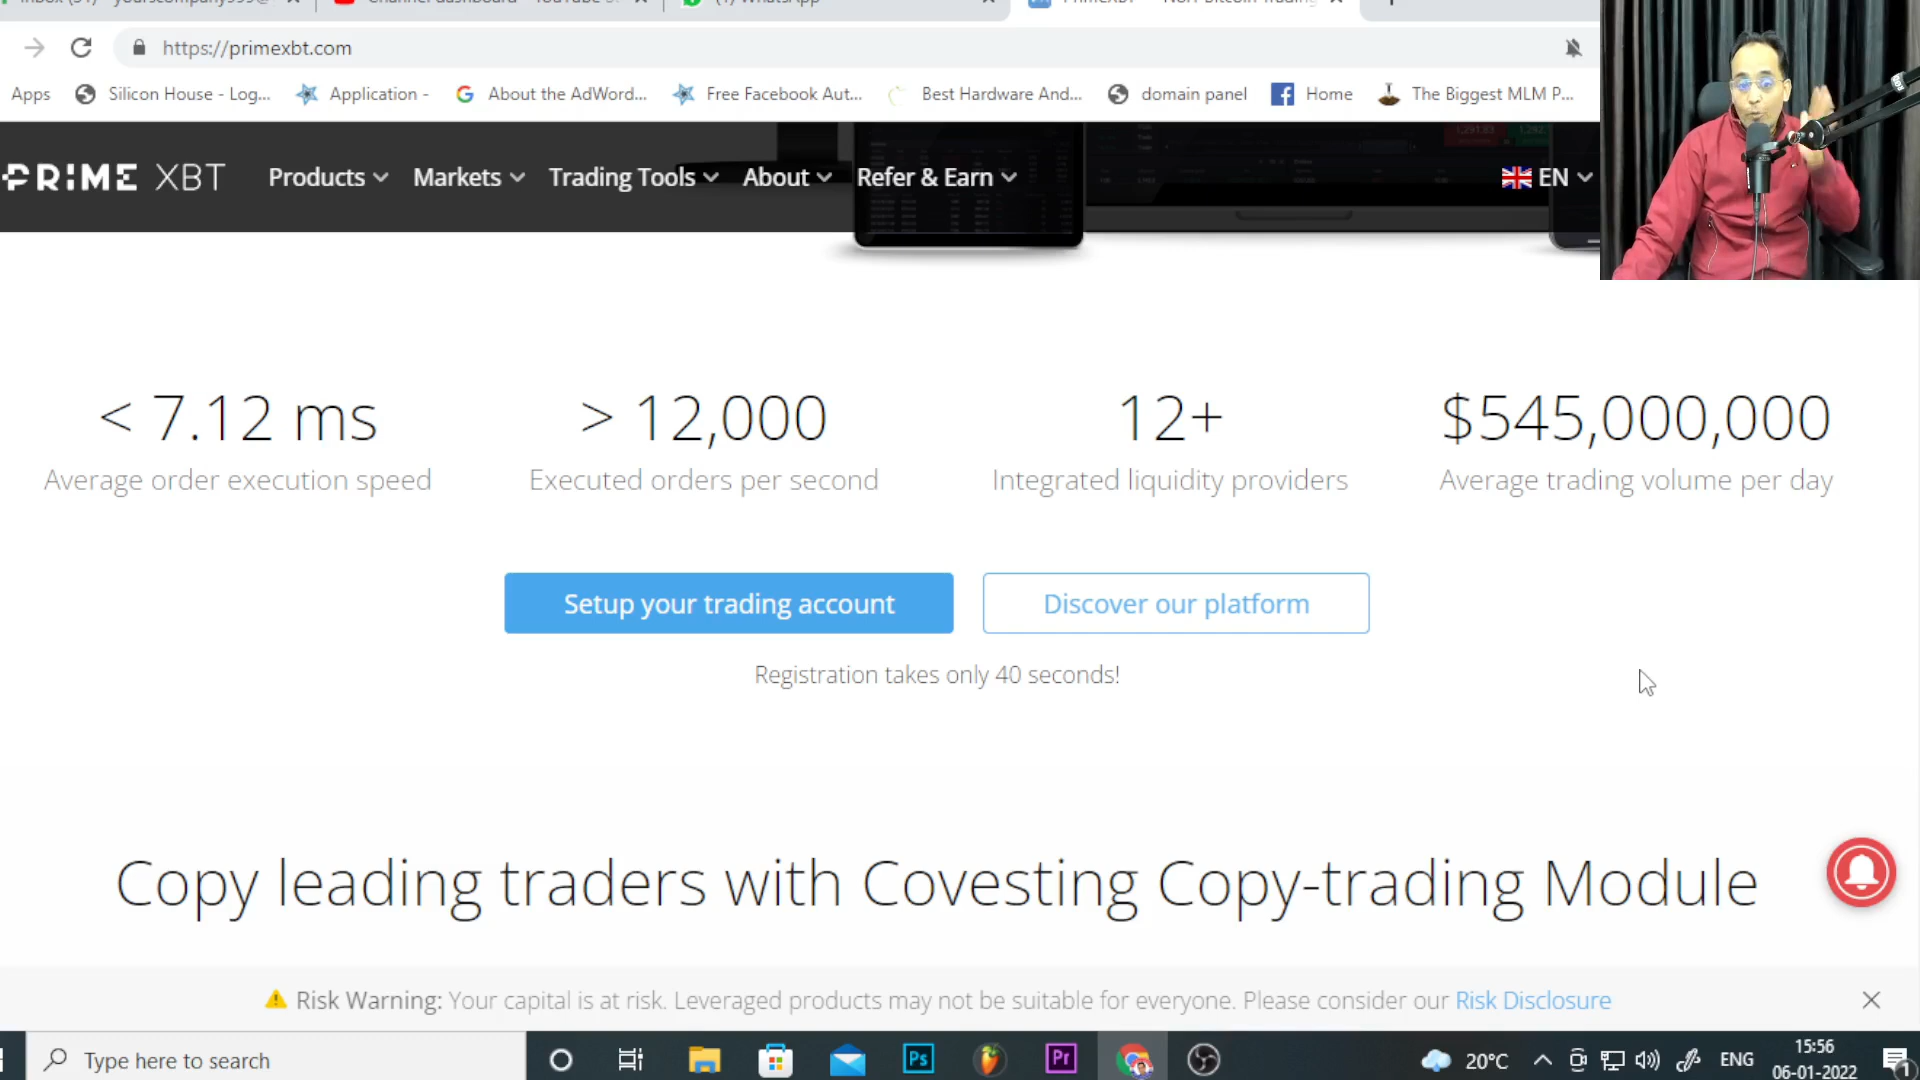 https://primexbt.com
Apps Silicon House - Log... Application - About the AdWord... Free Facebook Aut... Best Hardware And... domain panel Home The Biggest MLM P...
PRIME XBT Products Markets Trading Tools About Refer & Earn EN
< 7.12 ms
Average order execution speed
> 12,000
Executed orders per second
12+
Integrated liquidity providers
$545,000,000
Average trading volume per day
Setup your trading account
Discover our platform
Registration takes only 40 seconds!
Copy leading traders with Covesting Copy-trading Module
Risk Warning: Your capital is at risk. Leveraged products may not be suitable for everyone. Please consider our Risk Disclosure
Type here to search
Ps
Pr
20°C
ENG
15:56
06-01-2022